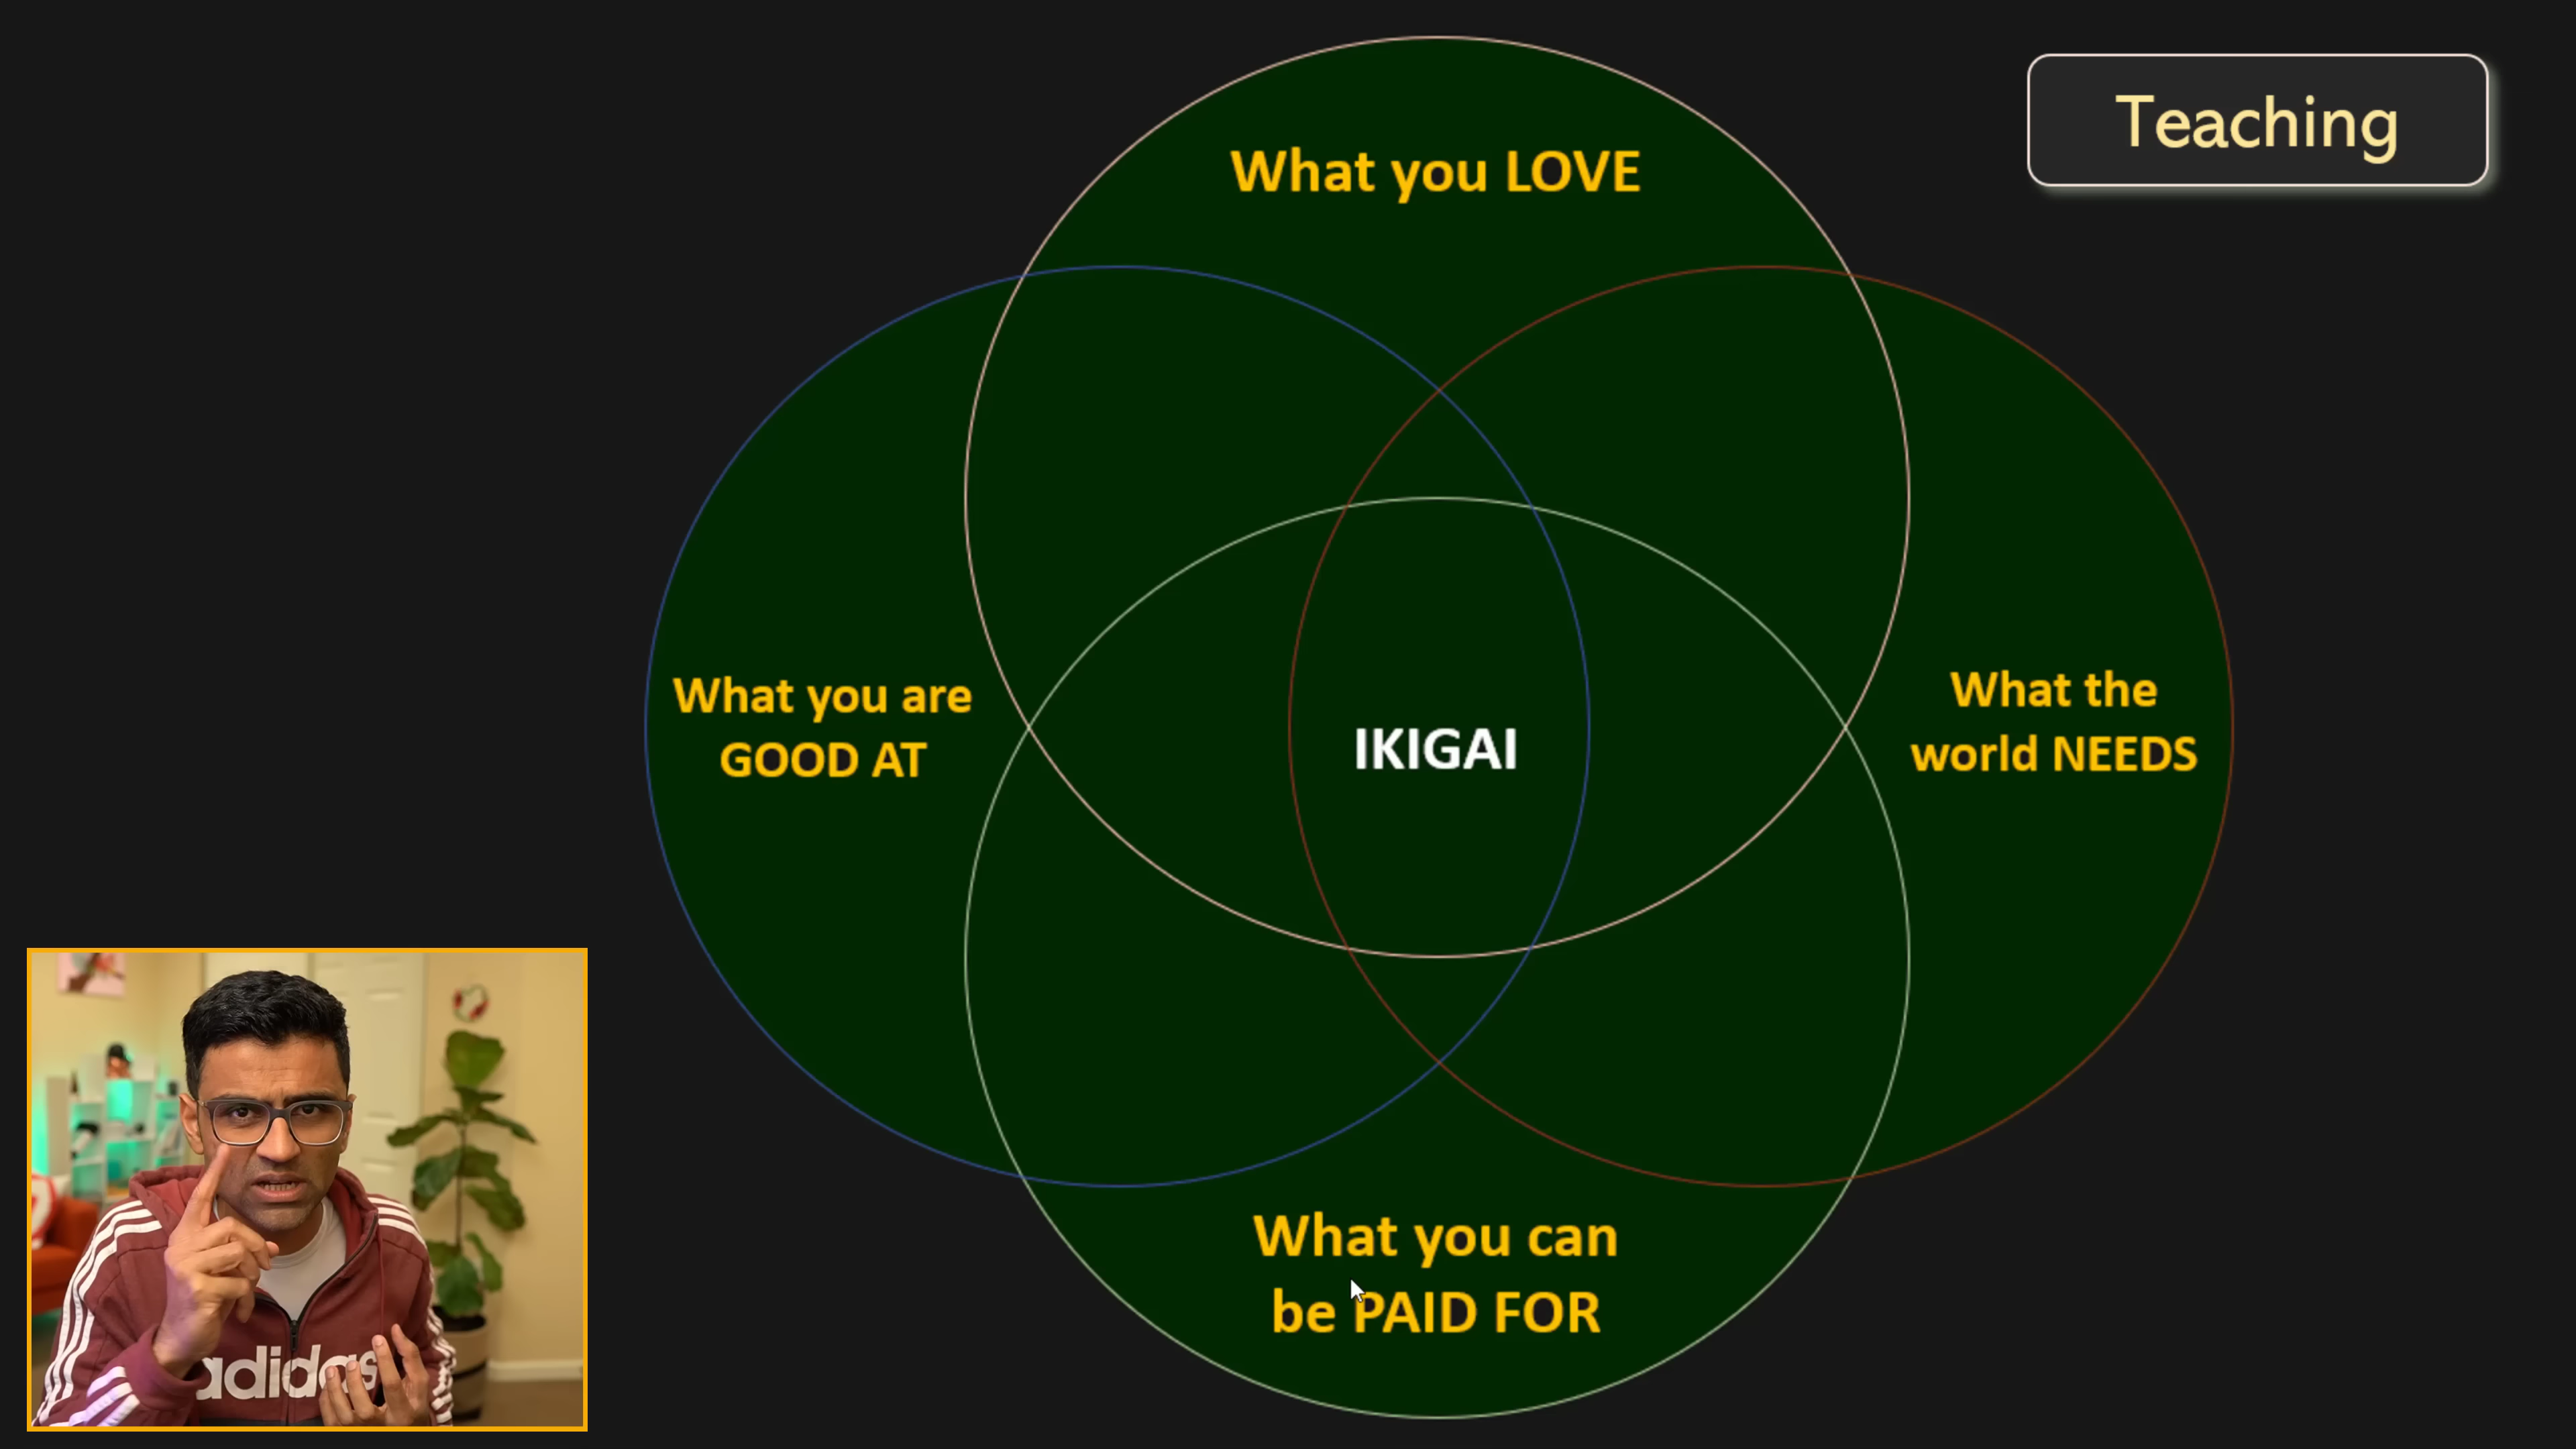 Teaching
What you LOVE
What you are
GOOD AT
IKIGAI
What the
world NEEDS
What you can
be PAID FOR
adidas